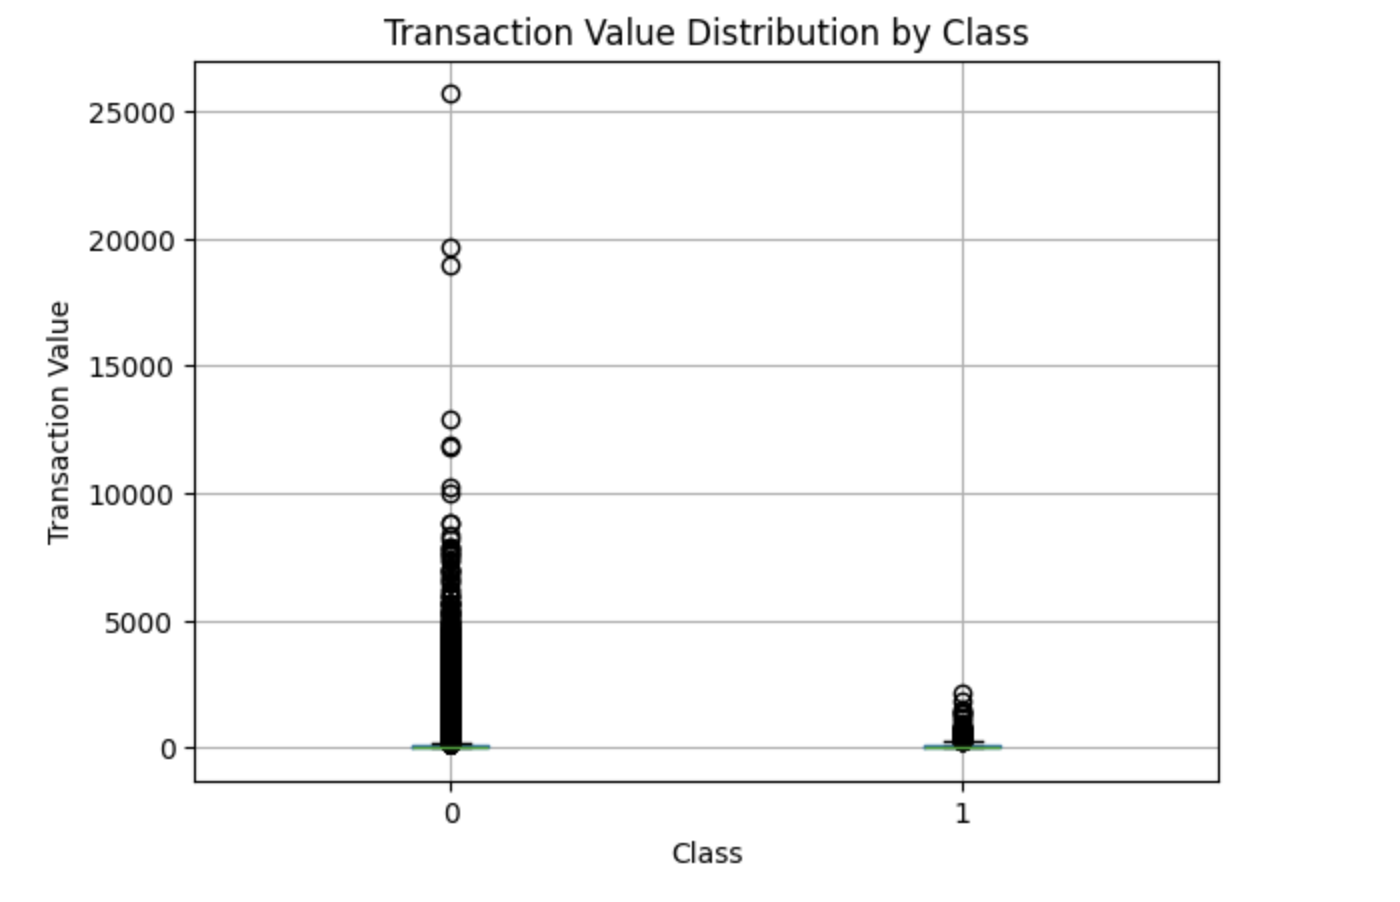 Transaction Value Distribution by Class
25000
20000
15000
10000
5000
0
Transaction Value
0 1
Class